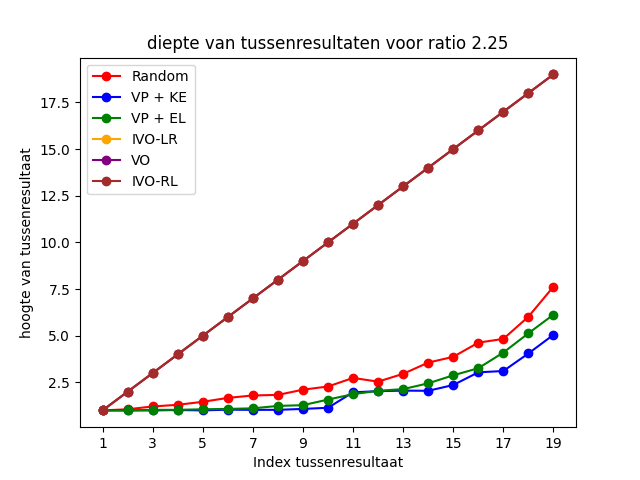 diepte van tussenresultaten voor ratio 2.25
Random
VP + KE
VP + EL
IVO-LR
VO
IVO-RL
hoogte van tussenresultaat
17.5
15.0
12.5
10.0
7.5
5.0
2.5
1 3 5 7 9 11 13 15 17 19
Index tussenresultaat